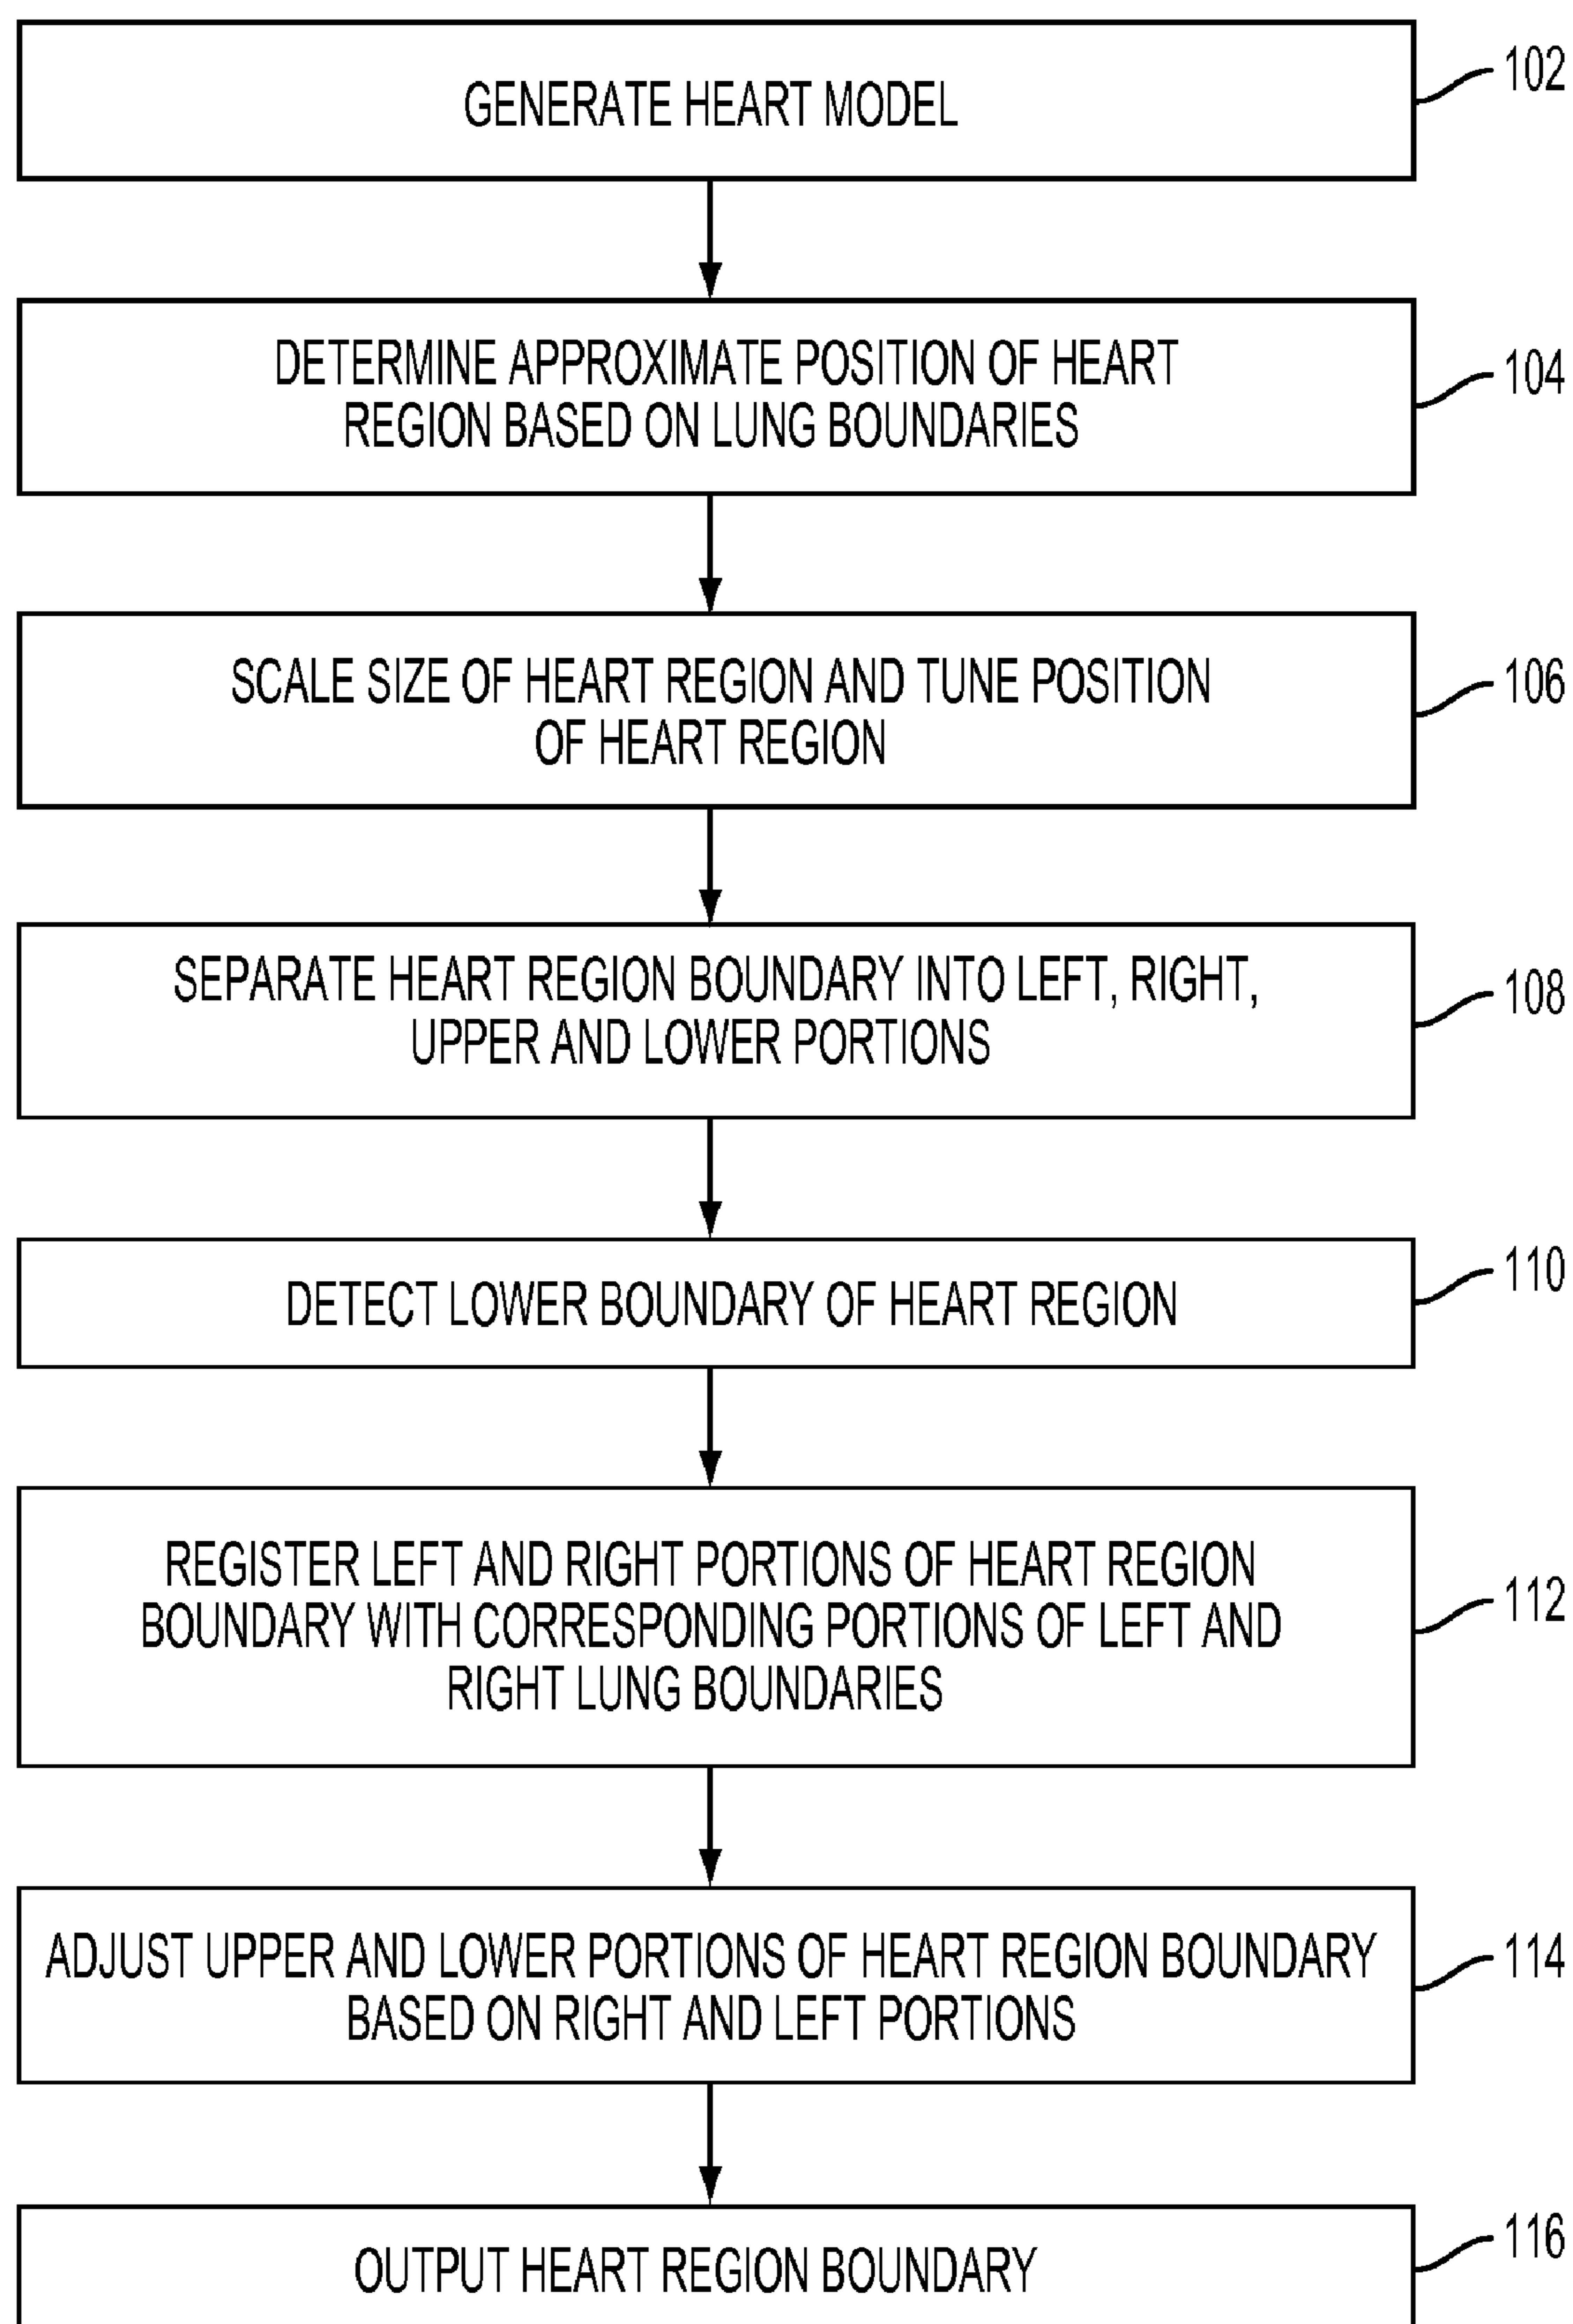 GENERATE HEART MODEL
102
DETERMINE APPROXIMATE POSITION OF HEART
REGION BASED ON LUNG BOUNDARIES
104
SCALE SIZE OF HEART REGION AND TUNE POSITION
OF HEART REGION
106
SEPARATE HEART REGION BOUNDARY INTO LEFT, RIGHT,
UPPER AND LOWER PORTIONS
108
DETECT LOWER BOUNDARY OF HEART REGION
110
REGISTER LEFT AND RIGHT PORTIONS OF HEART REGION
BOUNDARY WITH CORRESPONDING PORTIONS OF LEFT AND
RIGHT LUNG BOUNDARIES
112
ADJUST UPPER AND LOWER PORTIONS OF HEART REGION BOUNDARY
BASED ON RIGHT AND LEFT PORTIONS
114
OUTPUT HEART REGION BOUNDARY
116